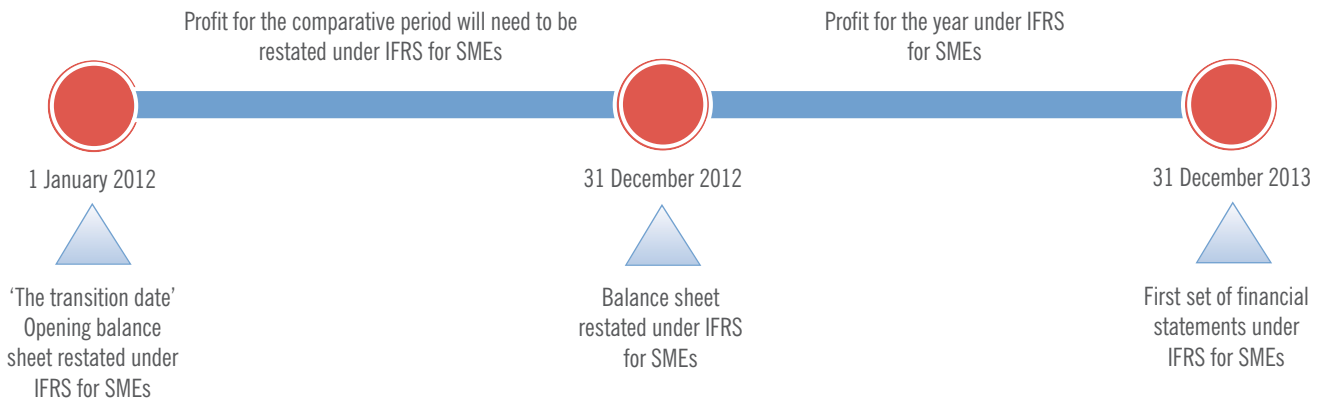 Profit for the comparative period will need to be
restated under IFRS for SMEs
Profit for the year under IFRS
for SMEs
1 January 2012
31 December 2012
31 December 2013
‘The transition date’
Opening balance
sheet restated under
IFRS for SMEs
Balance sheet
restated under IFRS
for SMEs
First set of financial
statements under
IFRS for SMEs